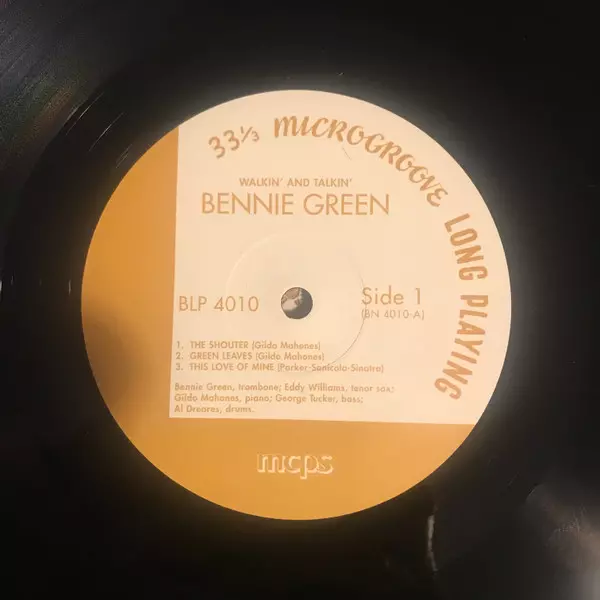 33⅓ MICROGROOVE LONG PLAYING
WALKIN' AND TALKIN'
BENNIE GREEN
BLP 4010
Side 1
(BN 4010-A)
1. THE SHOUTER (Gildo Mahones)
2. GREEN LEAVES (Gildo Mahones)
3. THIS LOVE OF MINE (Parker-Sanicola-Sinatra)
Bennie Green, trombone; Eddy Williams, tenor sax;
Gildo Mahones, piano; George Tucker, bass;
Al Dreares, drums.
mcps